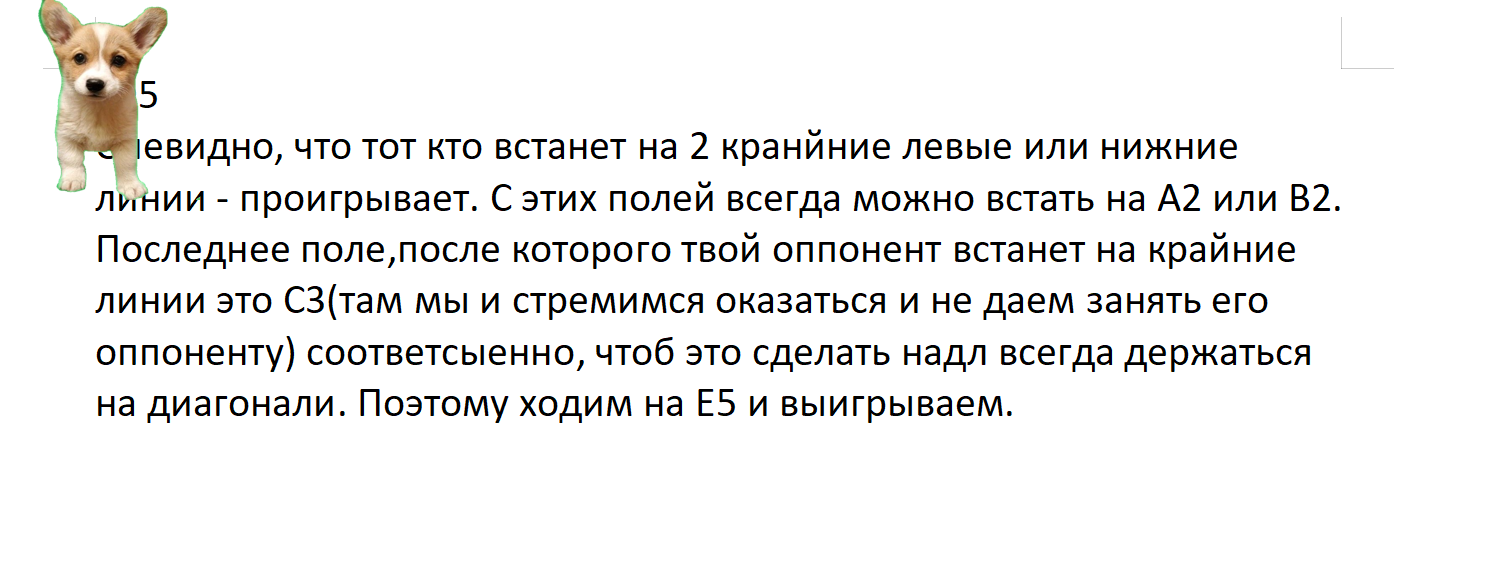 5
что тот кто встанет на 2 кранйние левые или нижние
линии - проигрывает. С этих полей всегда можно встать на А2 или В2.
Последнее поле,после которого твой оппонент встанет на крайние
линии это С3(там мы и стремимся оказаться и не даем занять его
оппоненту) соответсыенно, чтоб это сделать надл всегда держаться
на диагонали. Поэтому ходим на Е5 и выигрываем.